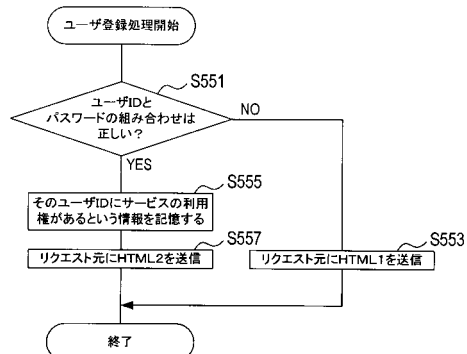 ユーザ登録処理開始
S551
ユーザIDと
パスワードの組み合わせは
正しい?
NO
YES
S555
そのユーザIDにサービスの利用
権があるという情報を記憶する
S557
リクエスト元にHTML2を送信
S553
リクエスト元にHTML1を送信
終了